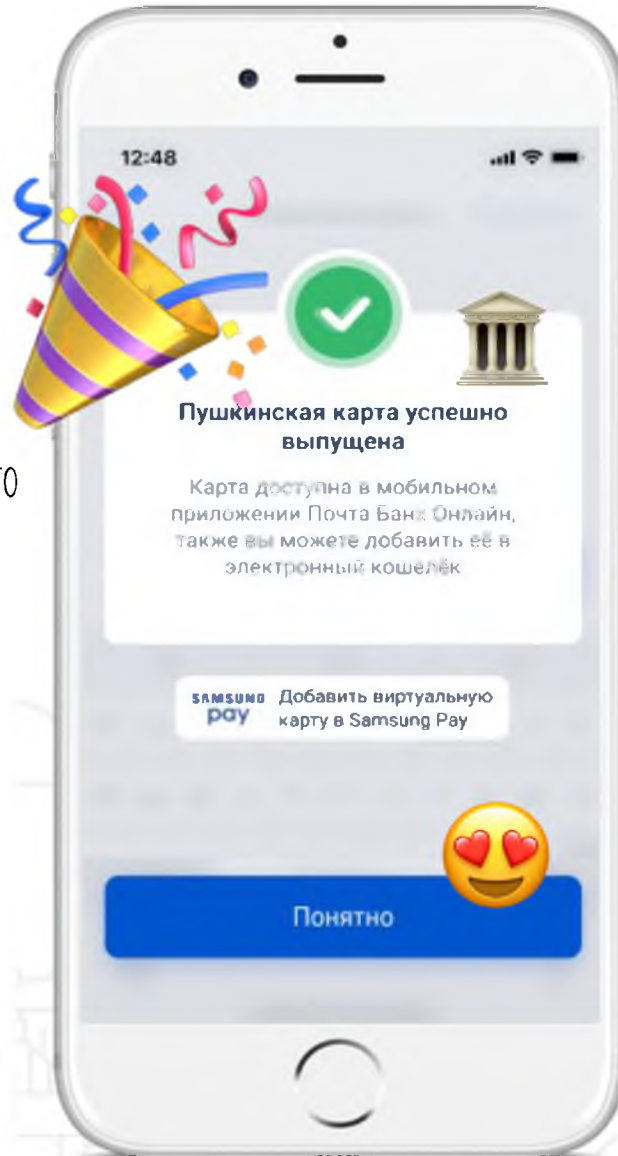 12:48
Пушкинская карта успешно
выпущена
Карта доступна в мобильном
приложении Почта Банк Онлайн,
также вы можете добавить её в
электронный кошелёк
SAMSUNG
pay
Добавить виртуальную
карту в Samsung Pay
Понятно